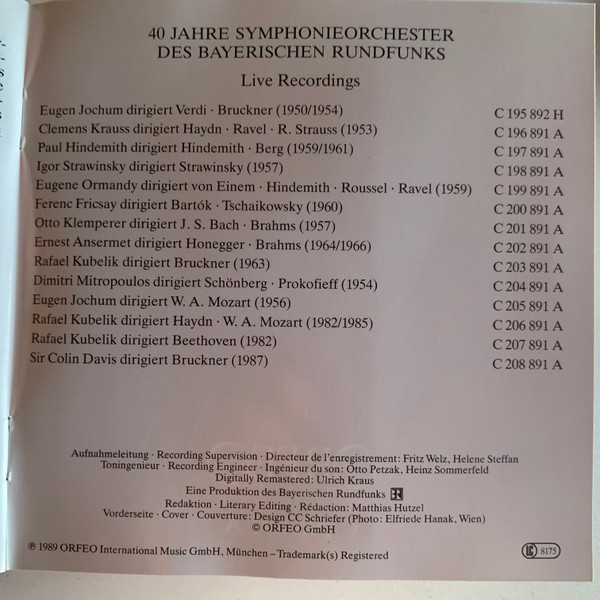 40 JAHRE SYMPHONIEORCHESTER
DES BAYERISCHEN RUNDFUNKS
Live Recordings
Eugen Jochum dirigiert Verdi · Bruckner (1950/1954) C 195 892 H
Clemens Krauss dirigiert Haydn · Ravel · R. Strauss (1953) C 196 891 A
Paul Hindemith dirigiert Hindemith · Berg (1959/1961) C 197 891 A
Igor Strawinsky dirigiert Strawinsky (1957) C 198 891 A
Eugene Ormandy dirigiert von Einem · Hindemith · Roussel · Ravel (1959) C 199 891 A
Ferenc Fricsay dirigiert Bartók · Tschaikowsky (1960) C 200 891 A
Otto Klemperer dirigiert J. S. Bach · Brahms (1957) C 201 891 A
Ernest Ansermet dirigiert Honegger · Brahms (1964/1966) C 202 891 A
Rafael Kubelik dirigiert Bruckner (1963) C 203 891 A
Dimitri Mitropoulos dirigiert Schönberg · Prokofieff (1954) C 204 891 A
Eugen Jochum dirigiert W. A. Mozart (1956) C 205 891 A
Rafael Kubelik dirigiert Haydn · W. A. Mozart (1982/1985) C 206 891 A
Rafael Kubelik dirigiert Beethoven (1982) C 207 891 A
Sir Colin Davis dirigiert Bruckner (1987) C 208 891 A
Aufnahmeleitung · Recording Supervision · Directeur de l'enregistrement: Fritz Welz, Helene Steffan
Toningenieur · Recording Engineer · Ingénieur du son: Otto Petzak, Heinz Sommerfeld
Digitally Remastered: Ulrich Kraus
Eine Produktion des Bayerischen Rundfunks
Redaktion · Literary Editing · Rédaction: Matthias Hutzel
Vorderseite · Cover · Couverture: Design CC Schriefer (Photo: Elfriede Hanak, Wien)
© ORFEO GmbH
℗ 1989 ORFEO International Music GmbH, München – Trademark(s) Registered LC 8175